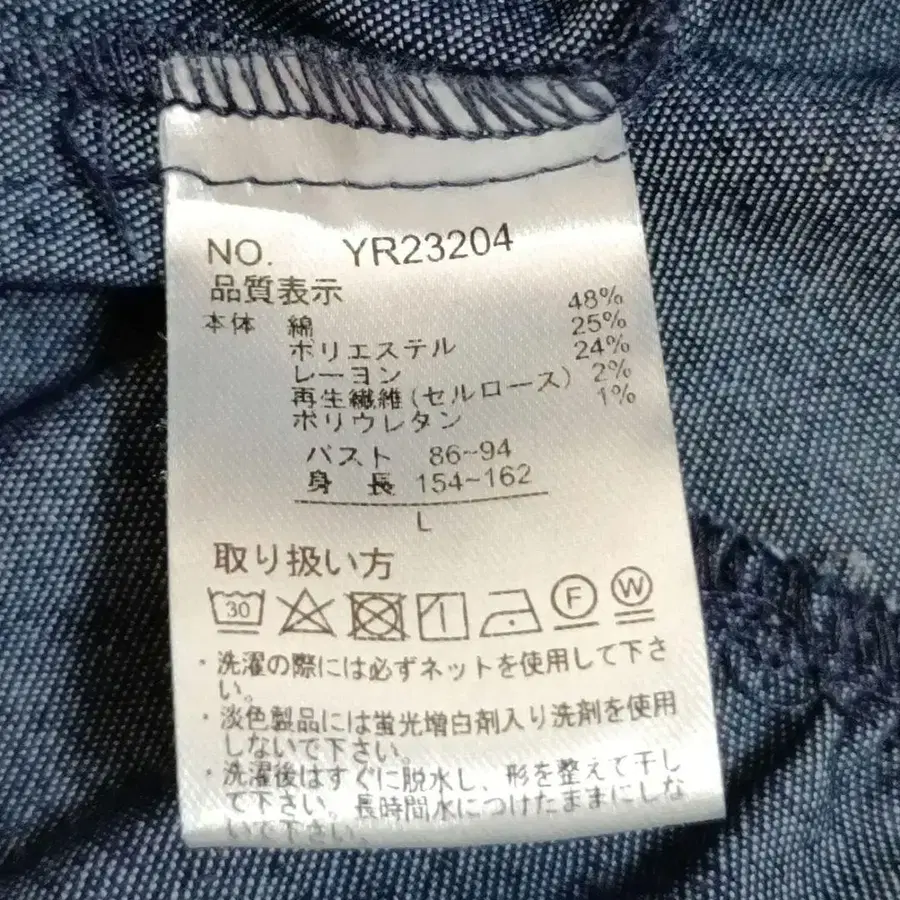 NO. YR23204
品質表示
本体 綿 48%
ポリエステル 25%
レーヨン 24%
再生繊維(セルロース) 2%
ポリウレタン 1%
バスト 86~94
身 長 154~162
L
取り扱い方
30 F W
・洗濯の際には必ずネットを使用して下さ
い。
・淡色製品には蛍光増白剤入り洗剤を使用
しないで下さい。
・洗濯後はすぐに脱水し、形を整えて干し
て下さい。長時間水につけたままにしな
いで下さい。